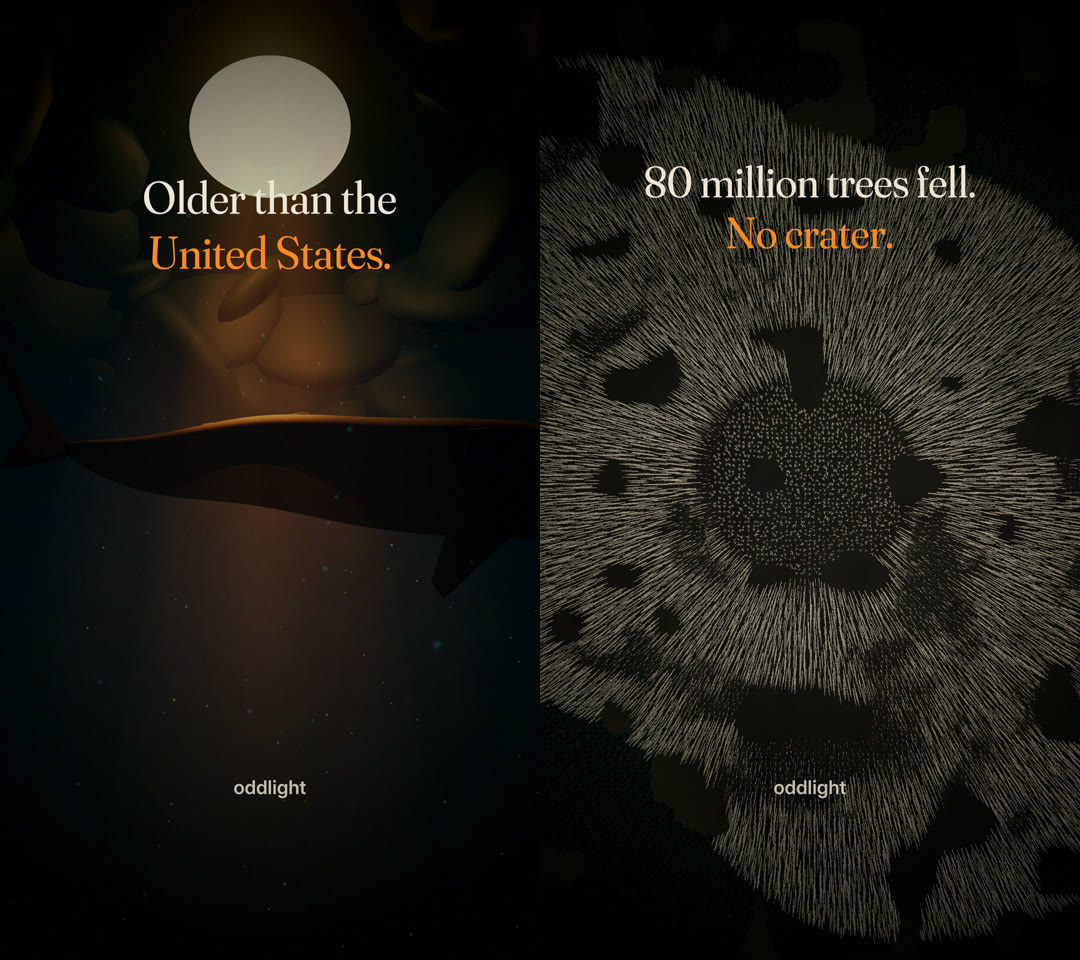 Older than the
United States.
oddlight
80 million trees fell.
No crater.
oddlight